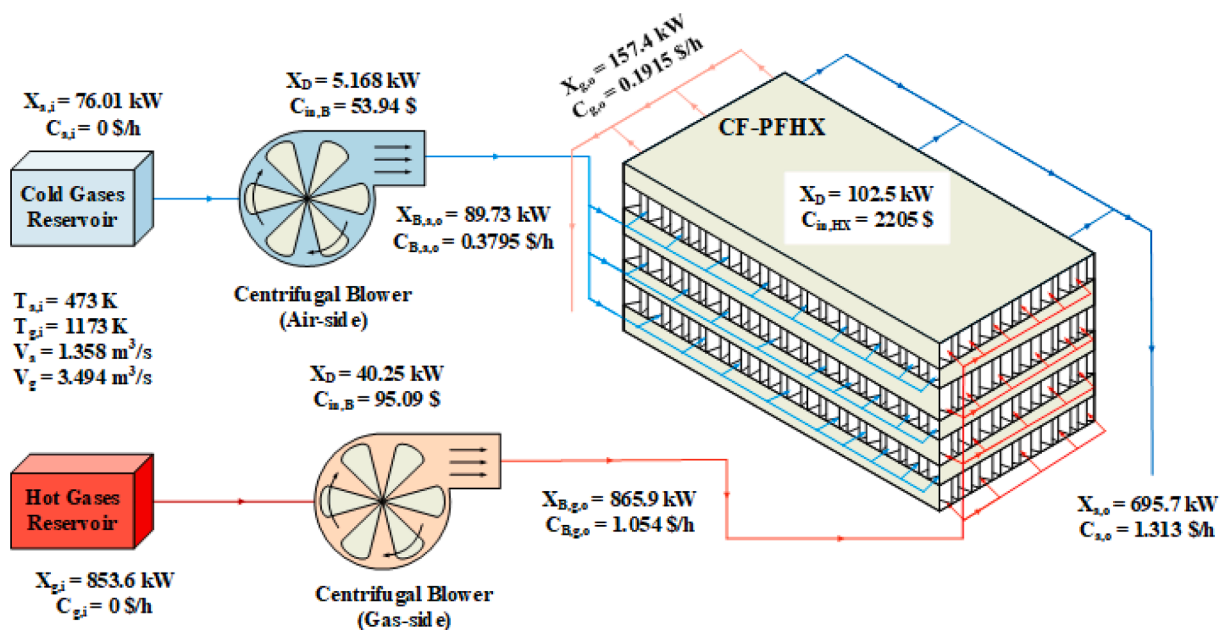 X_{a,i} = 76.01 kW
C_{a,i} = 0 $/h
Cold Gases
Reservoir
X_D = 5.168 kW
C_{in,B} = 53.94 $
X_{B,a,o} = 89.73 kW
C_{B,a,o} = 0.3795 $/h
Centrifugal Blower
(Air-side)
X_{g,o} = 157.4 kW
C_{g,o} = 0.1915 $/h
CF-PFHX
X_D = 102.5 kW
C_{in,HX} = 2205 $
T_{a,i} = 473 K
T_{g,i} = 1173 K
V_a = 1.358 m³/s
V_g = 3.494 m³/s
X_D = 40.25 kW
C_{in,B} = 95.09 $
Hot Gases
Reservoir
X_{g,i} = 853.6 kW
C_{g,i} = 0 $/h
Centrifugal Blower
(Gas-side)
X_{B,g,o} = 865.9 kW
C_{B,g,o} = 1.054 $/h
X_{a,o} = 695.7 kW
C_{a,o} = 1.313 $/h